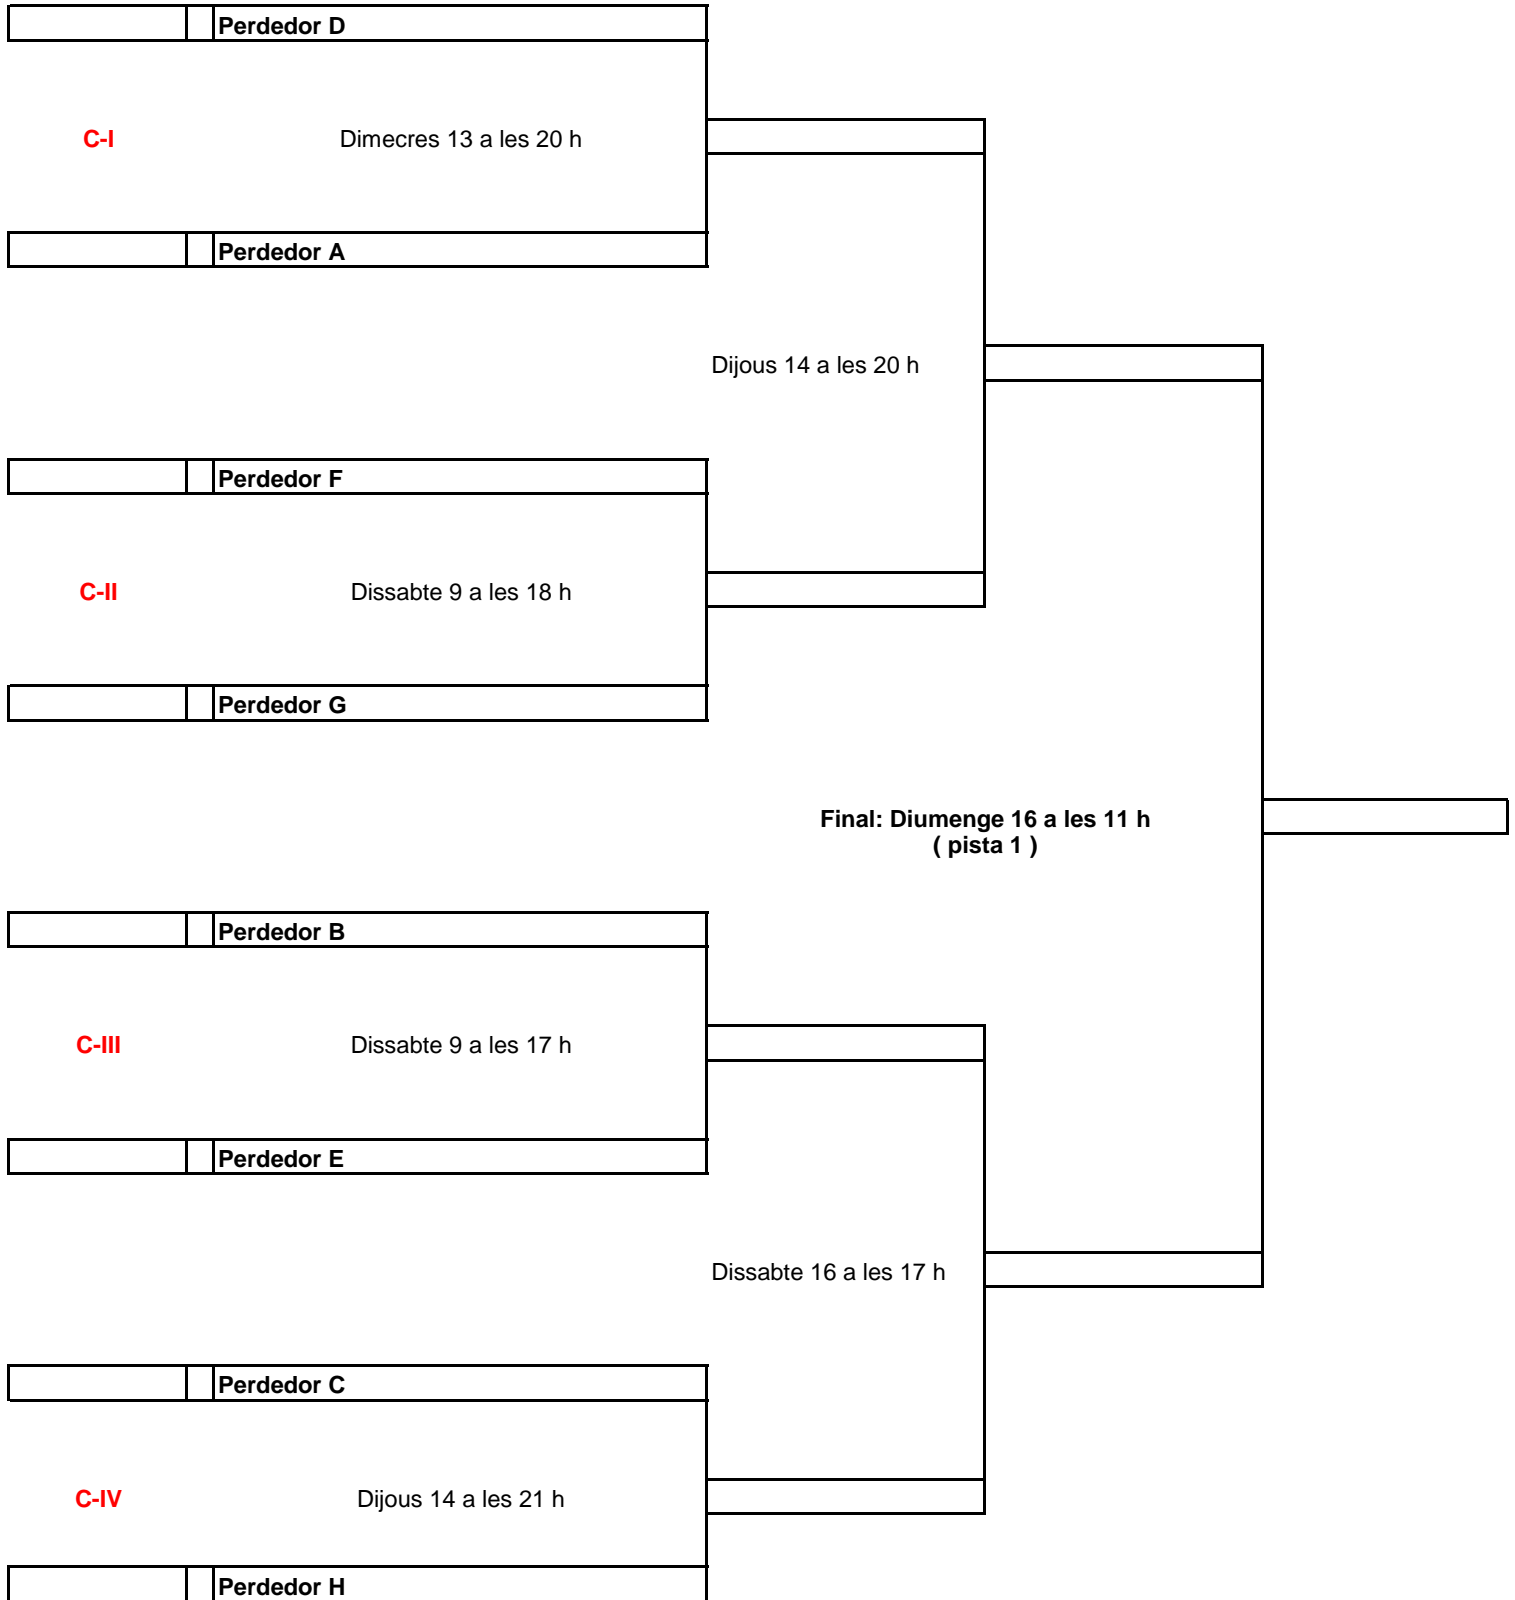 Perdedor D
C-I Dimecres 13 a les 20 h
Perdedor A
Dijous 14 a les 20 h
Perdedor F
C-II Dissabte 9 a les 18 h
Perdedor G
Final: Diumenge 16 a les 11 h
( pista 1 )
Perdedor B
C-III Dissabte 9 a les 17 h
Perdedor E
Dissabte 16 a les 17 h
Perdedor C
C-IV Dijous 14 a les 21 h
Perdedor H